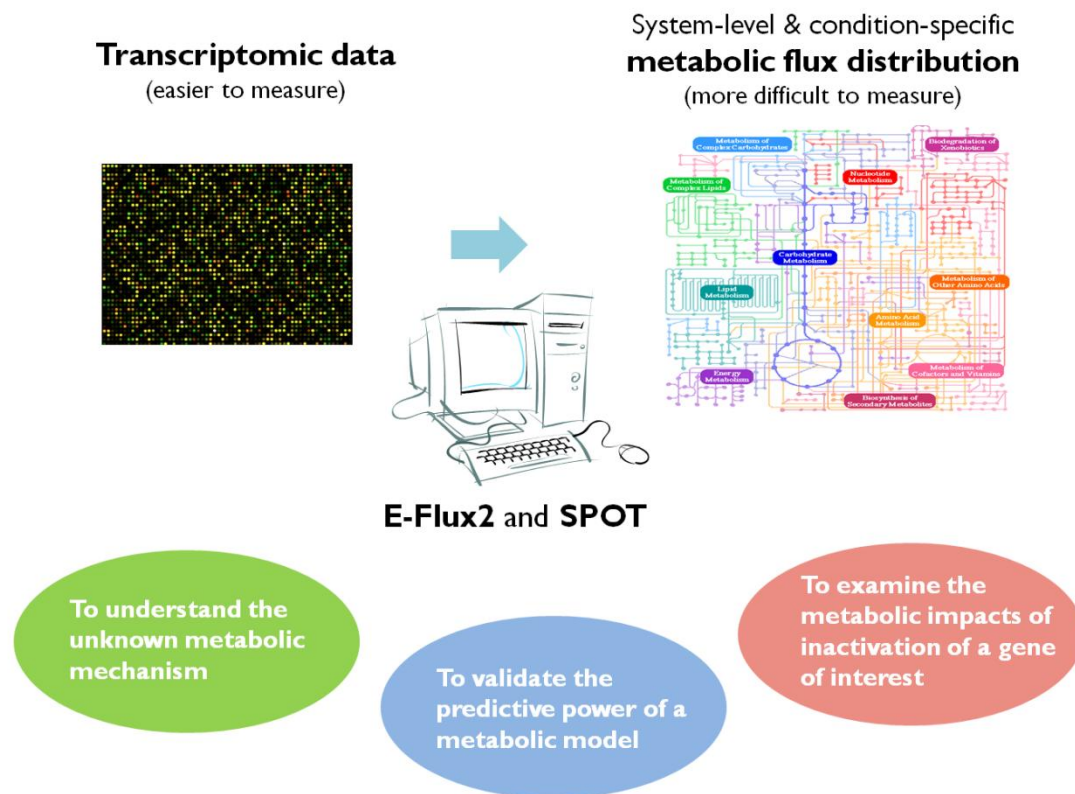 Transcriptomic data
(easier to measure)
System-level & condition-specific
metabolic flux distribution
(more difficult to measure)
Metabolism of
Complex Carbohydrates
Biodegradation of
Xenobiotics
Nucleotide
Metabolism
Metabolism of
Complex Lipids
Carbohydrate
Metabolism
Lipid
Metabolism
Metabolism of
Other Amino Acids
Amino Acid
Metabolism
Energy
Metabolism
Metabolism of
Cofactors and Vitamins
Biosynthesis of
Secondary Metabolites
E-Flux2 and SPOT
To understand the
unknown metabolic
mechanism
To validate the
predictive power of a
metabolic model
To examine the
metabolic impacts of
inactivation of a gene
of interest